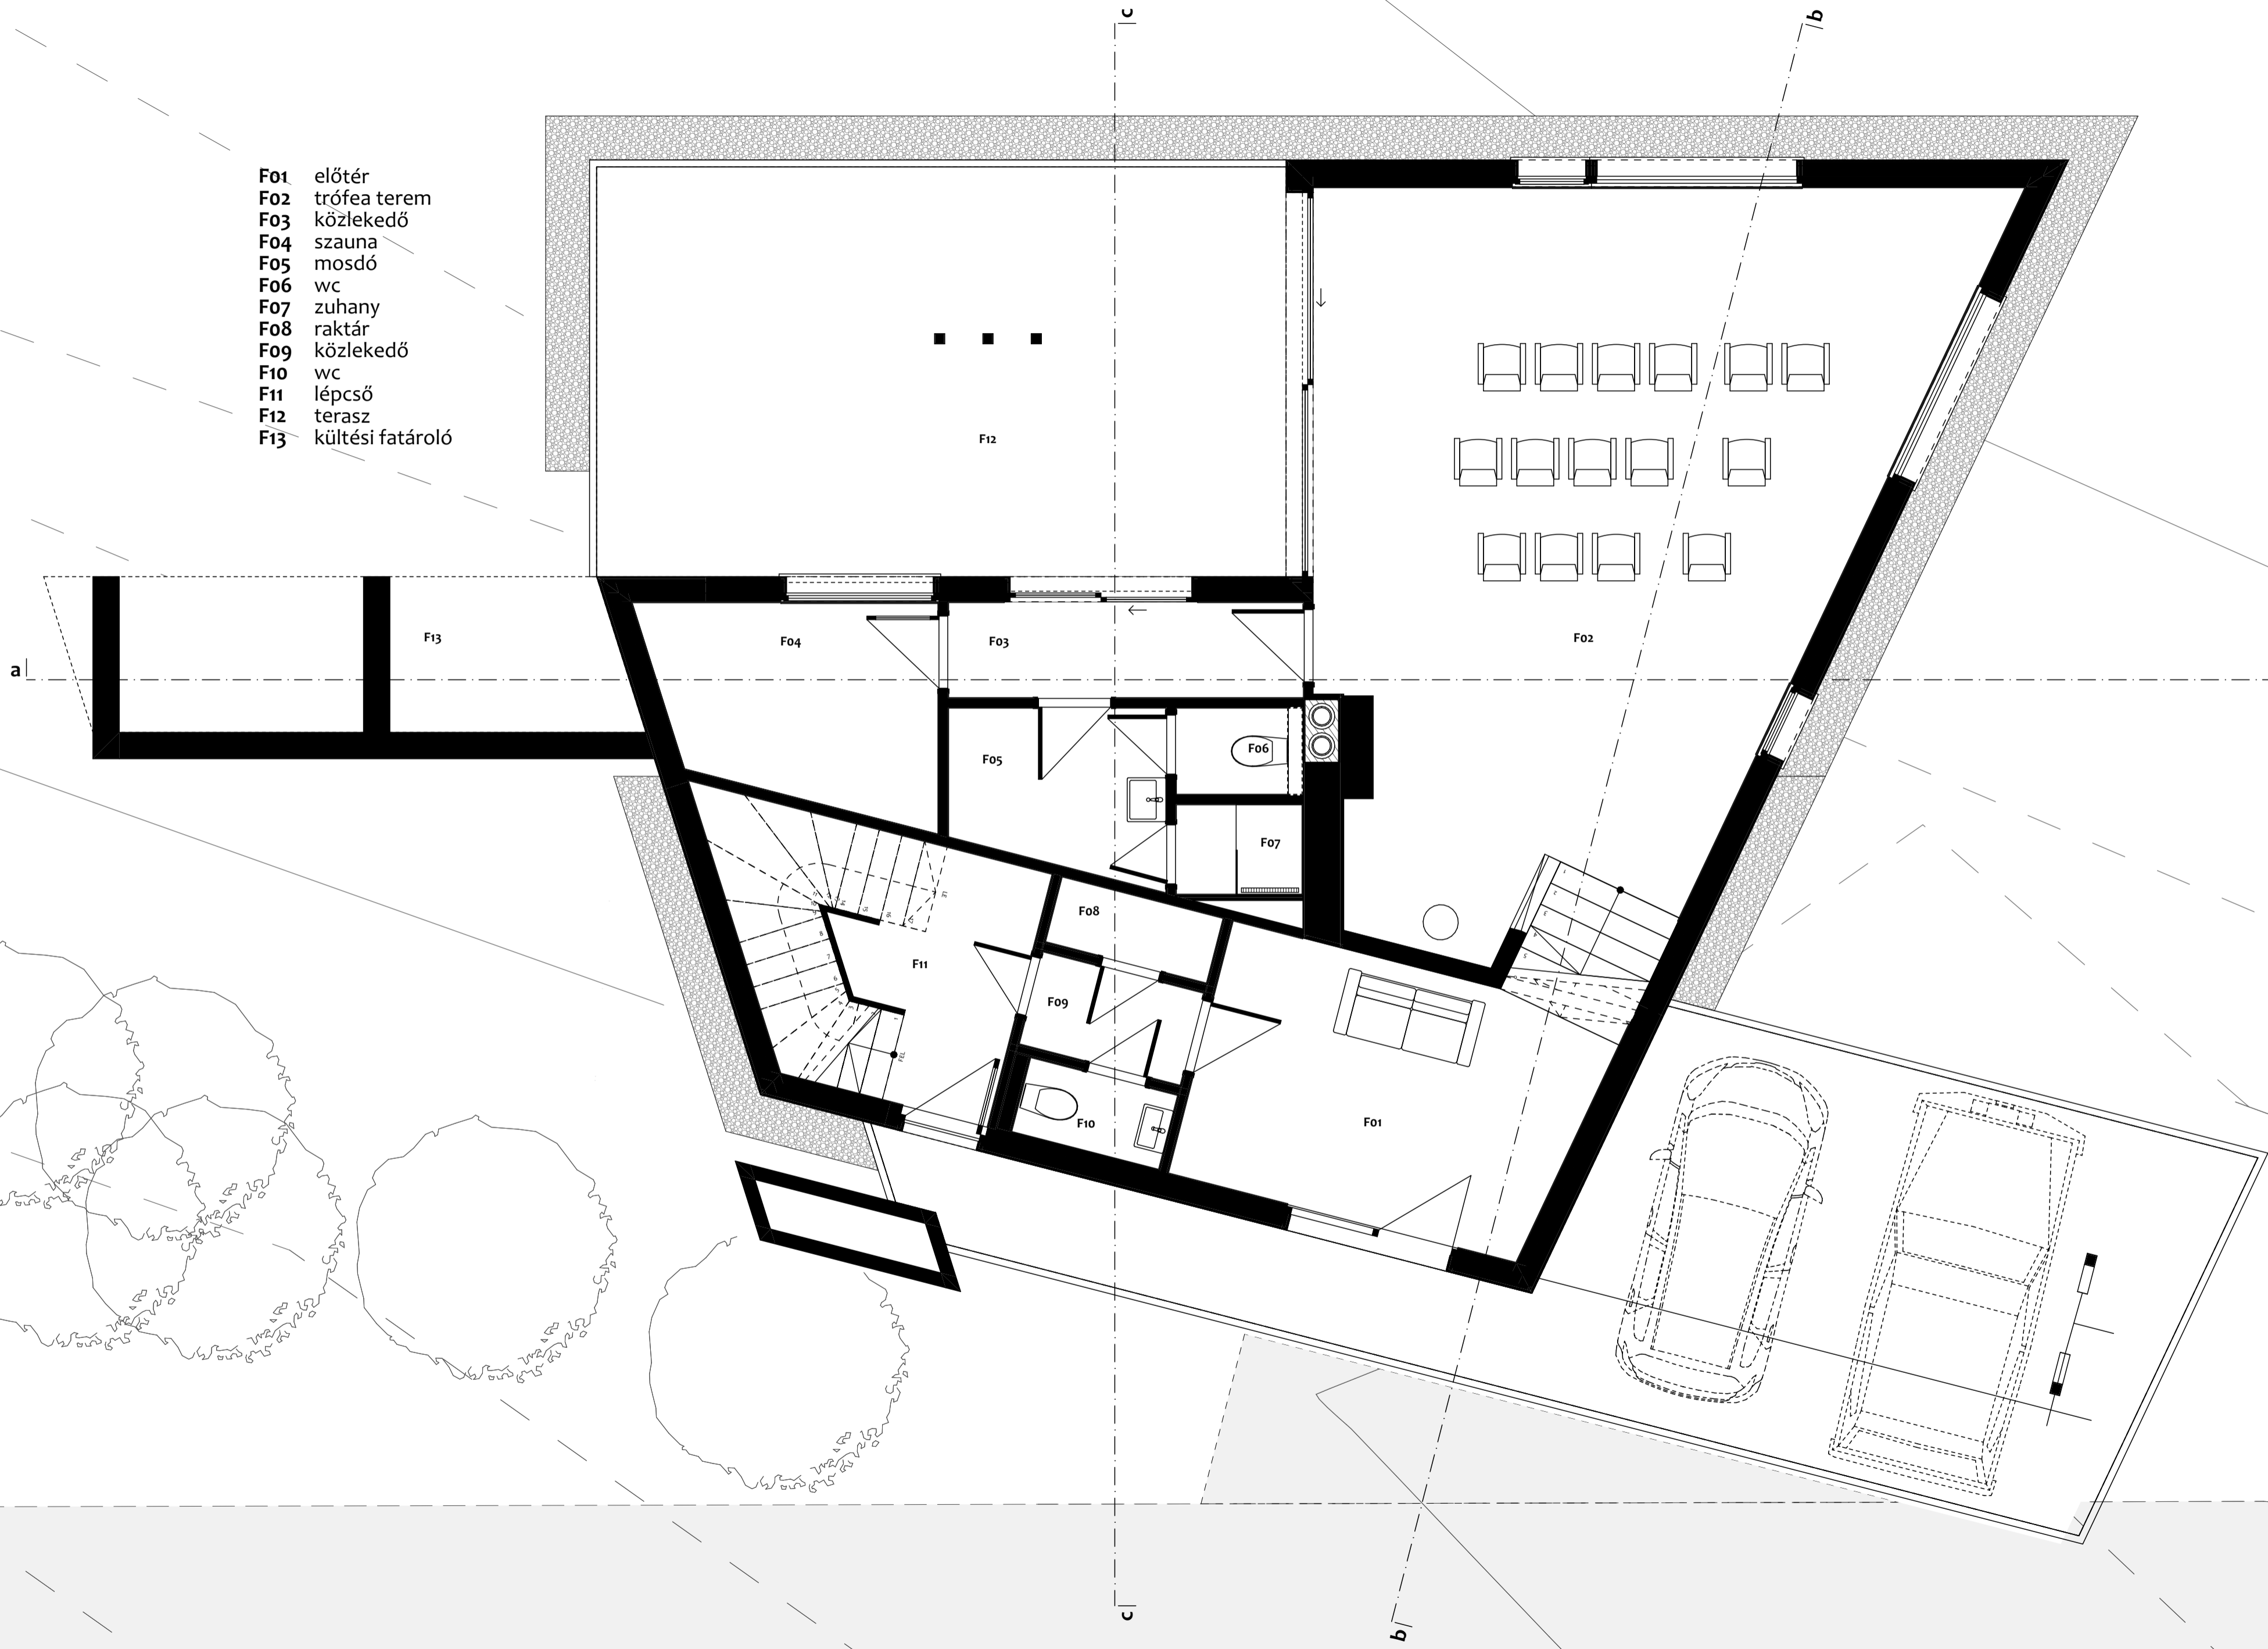 c
b
F01 előtér
F02 trófea terem
F03 közlekedő
F04 szauna
F05 mosdó
F06 wc
F07 zuhany
F08 raktár
F09 közlekedő
F10 wc
F11 lépcső
F12 terasz
F13 kültési fatároló
F12
F13
F04
F03
F02
a
F05
F06
F07
F08
F11
F09
F10
F01
LE
FEL
c
b